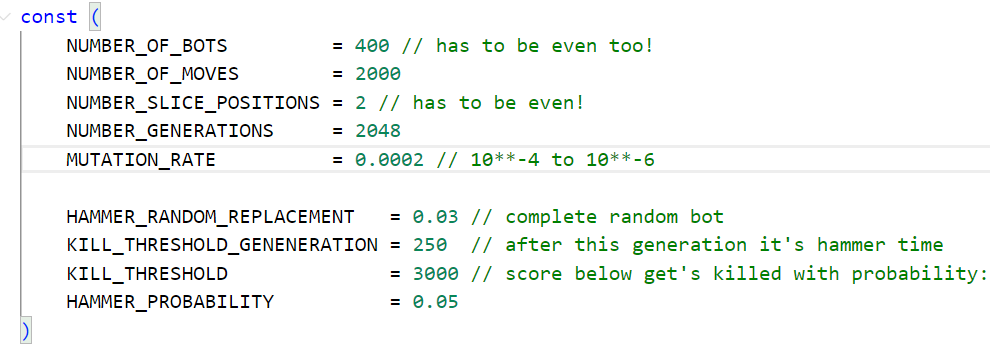 const (
NUMBER_OF_BOTS = 400 // has to be even too!
NUMBER_OF_MOVES = 2000
NUMBER_SLICE_POSITIONS = 2 // has to be even!
NUMBER_GENERATIONS = 2048
MUTATION_RATE = 0.0002 // 10**-4 to 10**-6
HAMMER_RANDOM_REPLACEMENT = 0.03 // complete random bot
KILL_THRESHOLD_GENENERATION = 250 // after this generation it's hammer time
KILL_THRESHOLD = 3000 // score below get's killed with probability:
HAMMER_PROBABILITY = 0.05
)